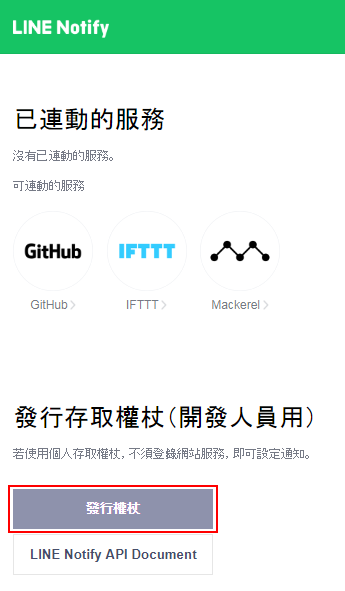 LINE Notify
已連動的服務
沒有已連動的服務。
可連動的服務
GitHub IFTTT
GitHub IFTTT Mackerel
發行存取權杖(開發人員用)
若使用個人存取權杖,不須登錄網站服務,即可設定通知。
發行權杖
LINE Notify API Document